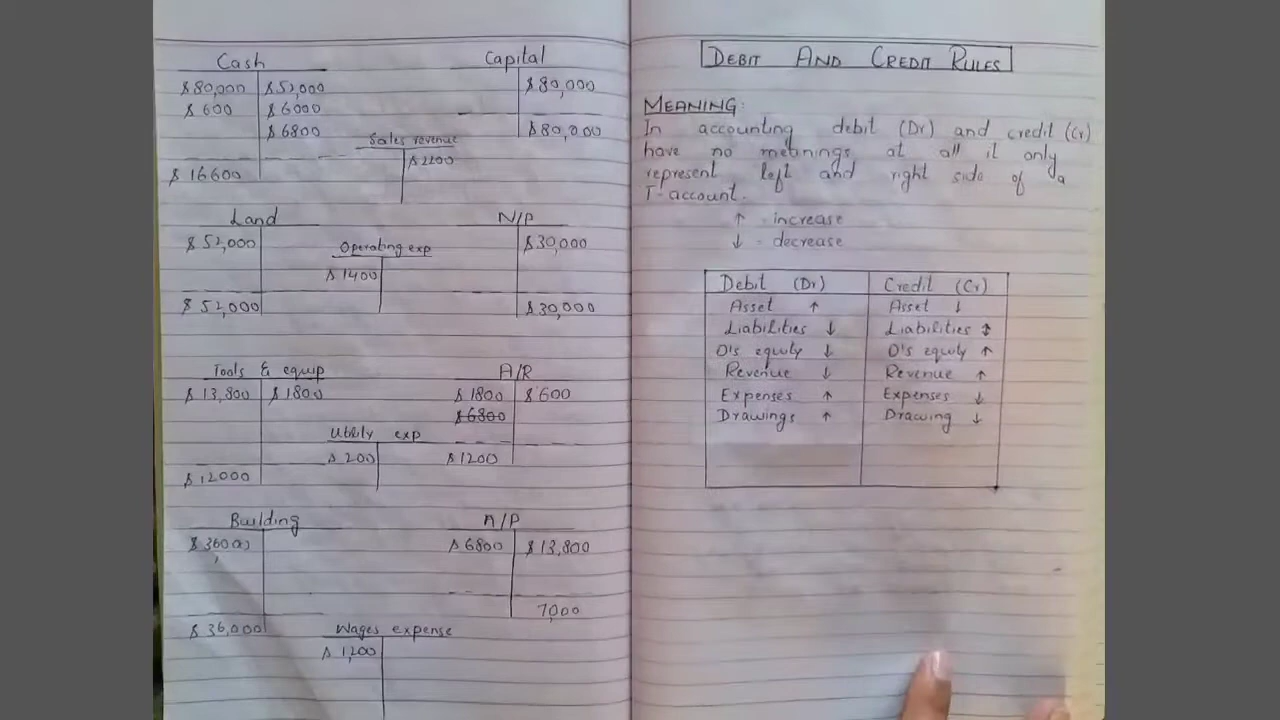 Cash
$80,000 $52,000
$600 $6000
$6800
$16600
Capital
$80,000
$80,000
Sales revenue
$2200
Land
$52,000
$52,000
Operating exp
$1400
N/P
$30,000
$30,000
Tools & equip
$13,800 $1800
$12000
Utility exp
$200
A/R
$1800 $600
$6800
$1200
Building
$36000
$36,000
A/P
$6800 $13,800
7,000
Wages expense
$1,200
DEBIT AND CREDIT RULES
MEANING:
In accounting debit (Dr) and credit (Cr)
have no meanings at all it only
represent left and right side of a
T-account.
↑ = increase
↓ = decrease
Debit (Dr) Credit (Cr)
Asset ↑ Asset ↓
Liabilities ↓ Liabilities ↕
O's equity ↓ O's equity ↑
Revenue ↓ Revenue ↑
Expenses ↑ Expenses ↓
Drawings ↑ Drawing ↓